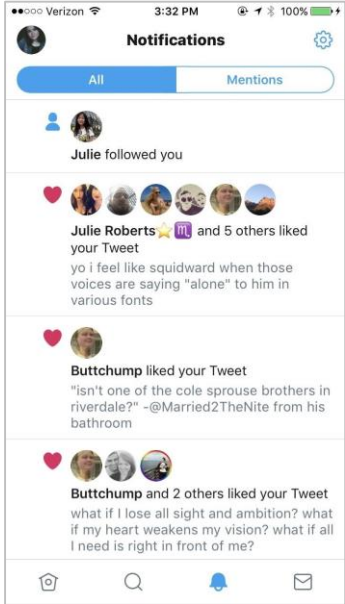 Verizon 3:32 PM 100%
Notifications
All Mentions
Julie followed you
Julie Roberts⭐♏ and 5 others liked
your Tweet
yo i feel like squidward when those
voices are saying "alone" to him in
various fonts
Buttchump liked your Tweet
"isn't one of the cole sprouse brothers in
riverdale?" -@Married2TheNite from his
bathroom
Buttchump and 2 others liked your Tweet
what if I lose all sight and ambition? what
if my heart weakens my vision? what if all
I need is right in front of me?